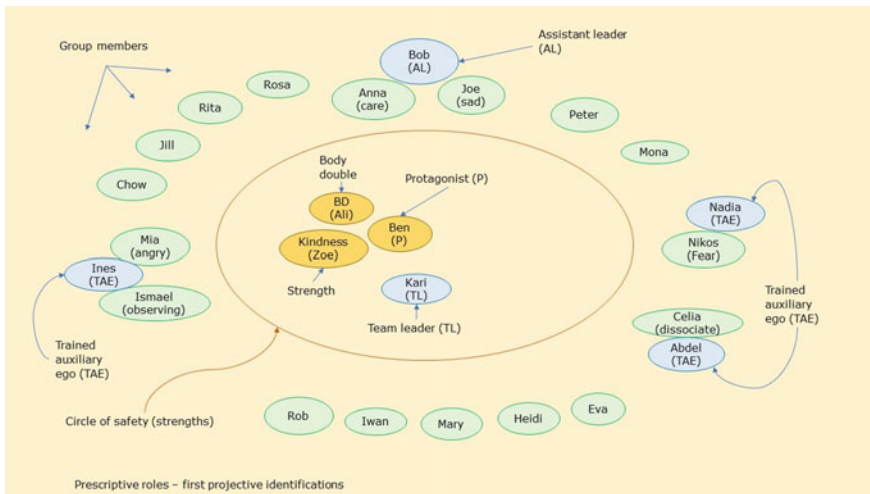 Group members
Assistant leader
(AL)
Bob
(AL)
Rosa
Anna
(care)
Joe
(sad)
Rita
Peter
Jill
Mona
Chow
Body
double
Protagonist (P)
BD
(Ali)
Nadia
(TAE)
Ben
(P)
Mia
(angry)
Kindness
(Zoe)
Nikos
(Fear)
Ines
(TAE)
Kari
(TL)
Strength
Ismael
(observing)
Trained
auxiliary
ego (TAE)
Team leader (TL)
Celia
(dissociate)
Trained
auxiliary
ego (TAE)
Abdel
(TAE)
Circle of safety (strengths)
Rob
Iwan
Mary
Heidi
Eva
Prescriptive roles – first projective identifications